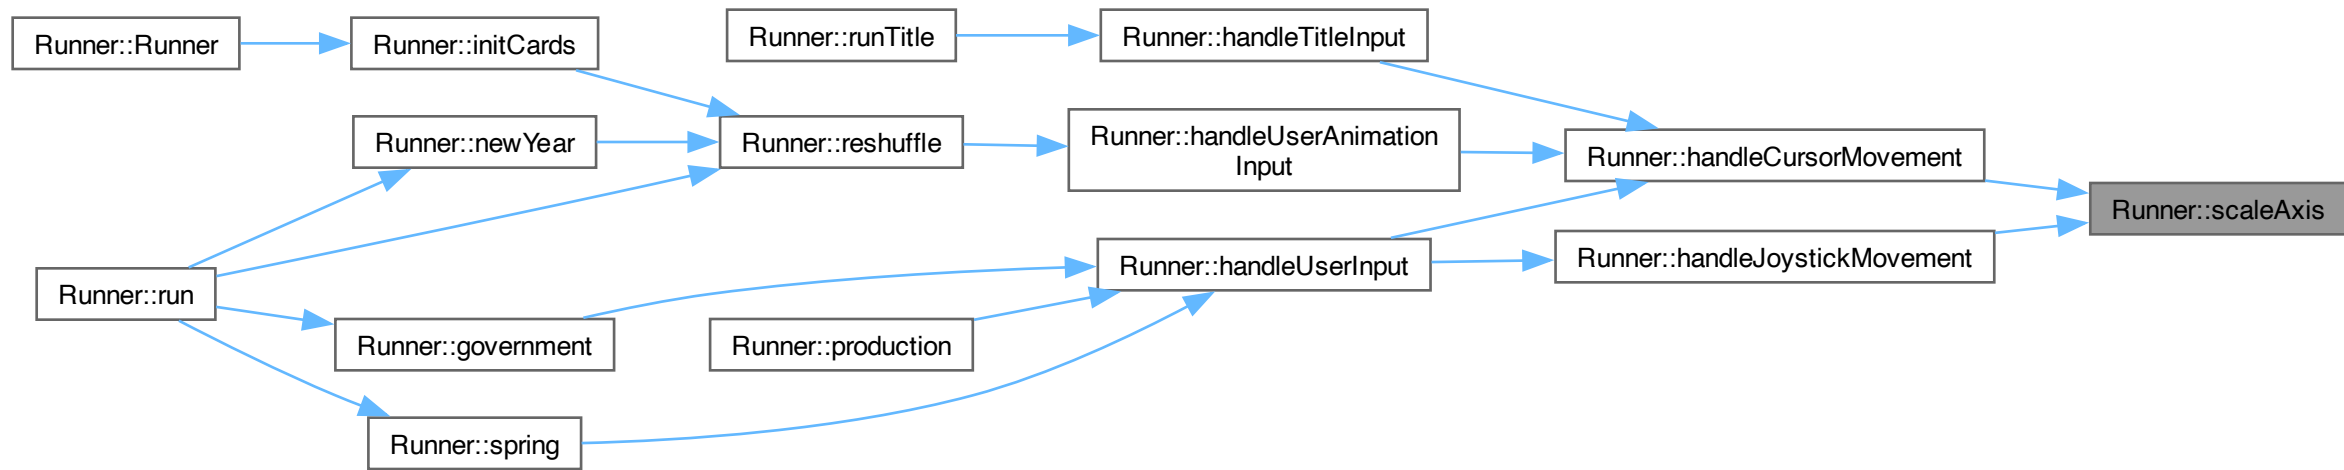 Runner::Runner
Runner::initCards
Runner::runTitle
Runner::handleTitleInput
Runner::newYear
Runner::reshuffle
Runner::handleUserAnimation
Input
Runner::handleCursorMovement
Runner::scaleAxis
Runner::run
Runner::handleUserInput
Runner::handleJoystickMovement
Runner::government
Runner::production
Runner::spring